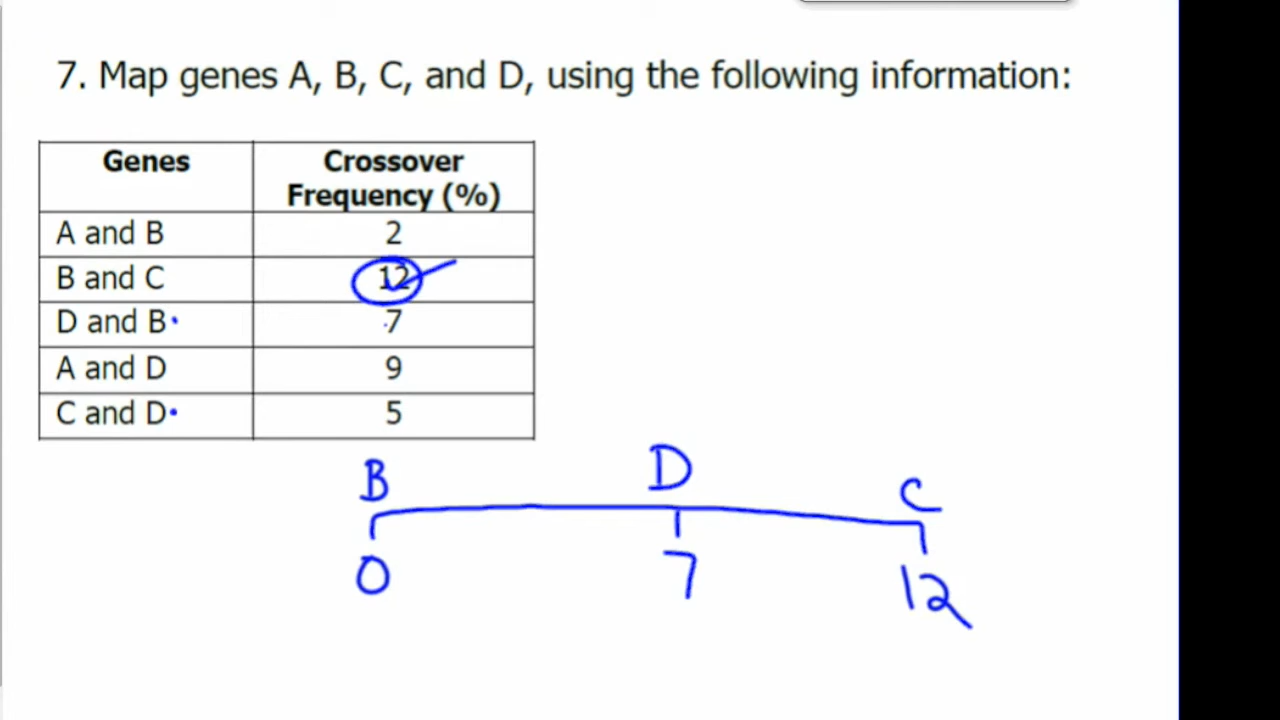 7. Map genes A, B, C, and D, using the following information:
Genes Crossover Frequency (%)
A and B 2
B and C 12
D and B 7
A and D 9
C and D 5
B D C
0 7 12